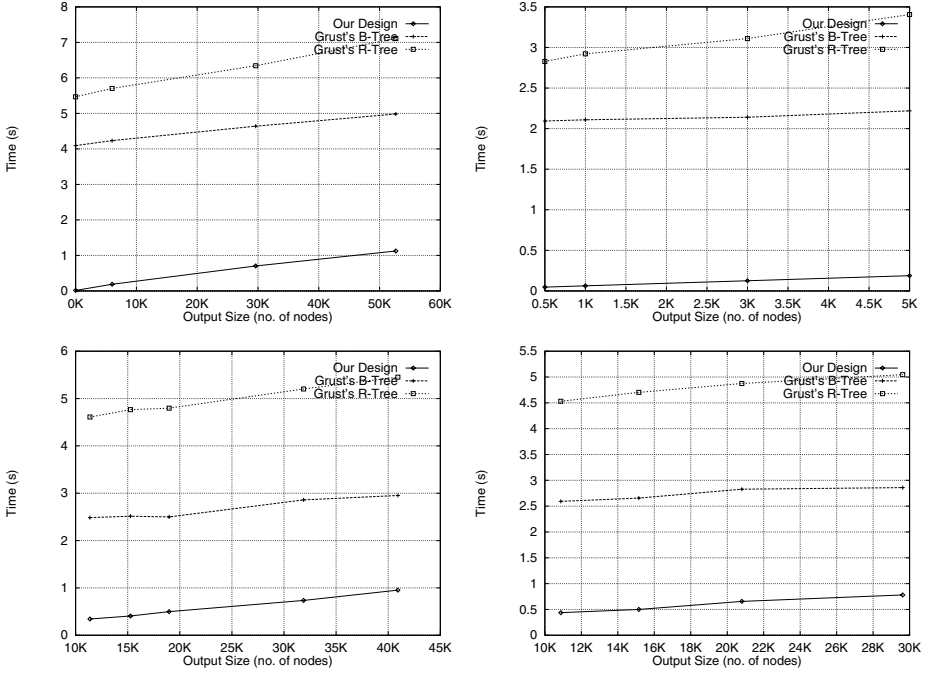 8
7
6
5
4
3
2
1
0
Time (s)
Our Design
Grust's B-Tree
Grust's R-Tree
0K 10K 20K 30K 40K 50K 60K
Output Size (no. of nodes)
3.5
3
2.5
2
1.5
1
0.5
0
Time (s)
Our Design
Grust's B-Tree
Grust's R-Tree
0.5K 1K 1.5K 2K 2.5K 3K 3.5K 4K 4.5K 5K
Output Size (no. of nodes)
6
5
4
3
2
1
0
Time (s)
Our Design
Grust's B-Tree
Grust's R-Tree
10K 15K 20K 25K 30K 35K 40K 45K
Output Size (no. of nodes)
5.5
5
4.5
4
3.5
3
2.5
2
1.5
1
0.5
0
Time (s)
Our Design
Grust's B-Tree
Grust's R-Tree
10K 12K 14K 16K 18K 20K 22K 24K 26K 28K 30K
Output Size (no. of nodes)